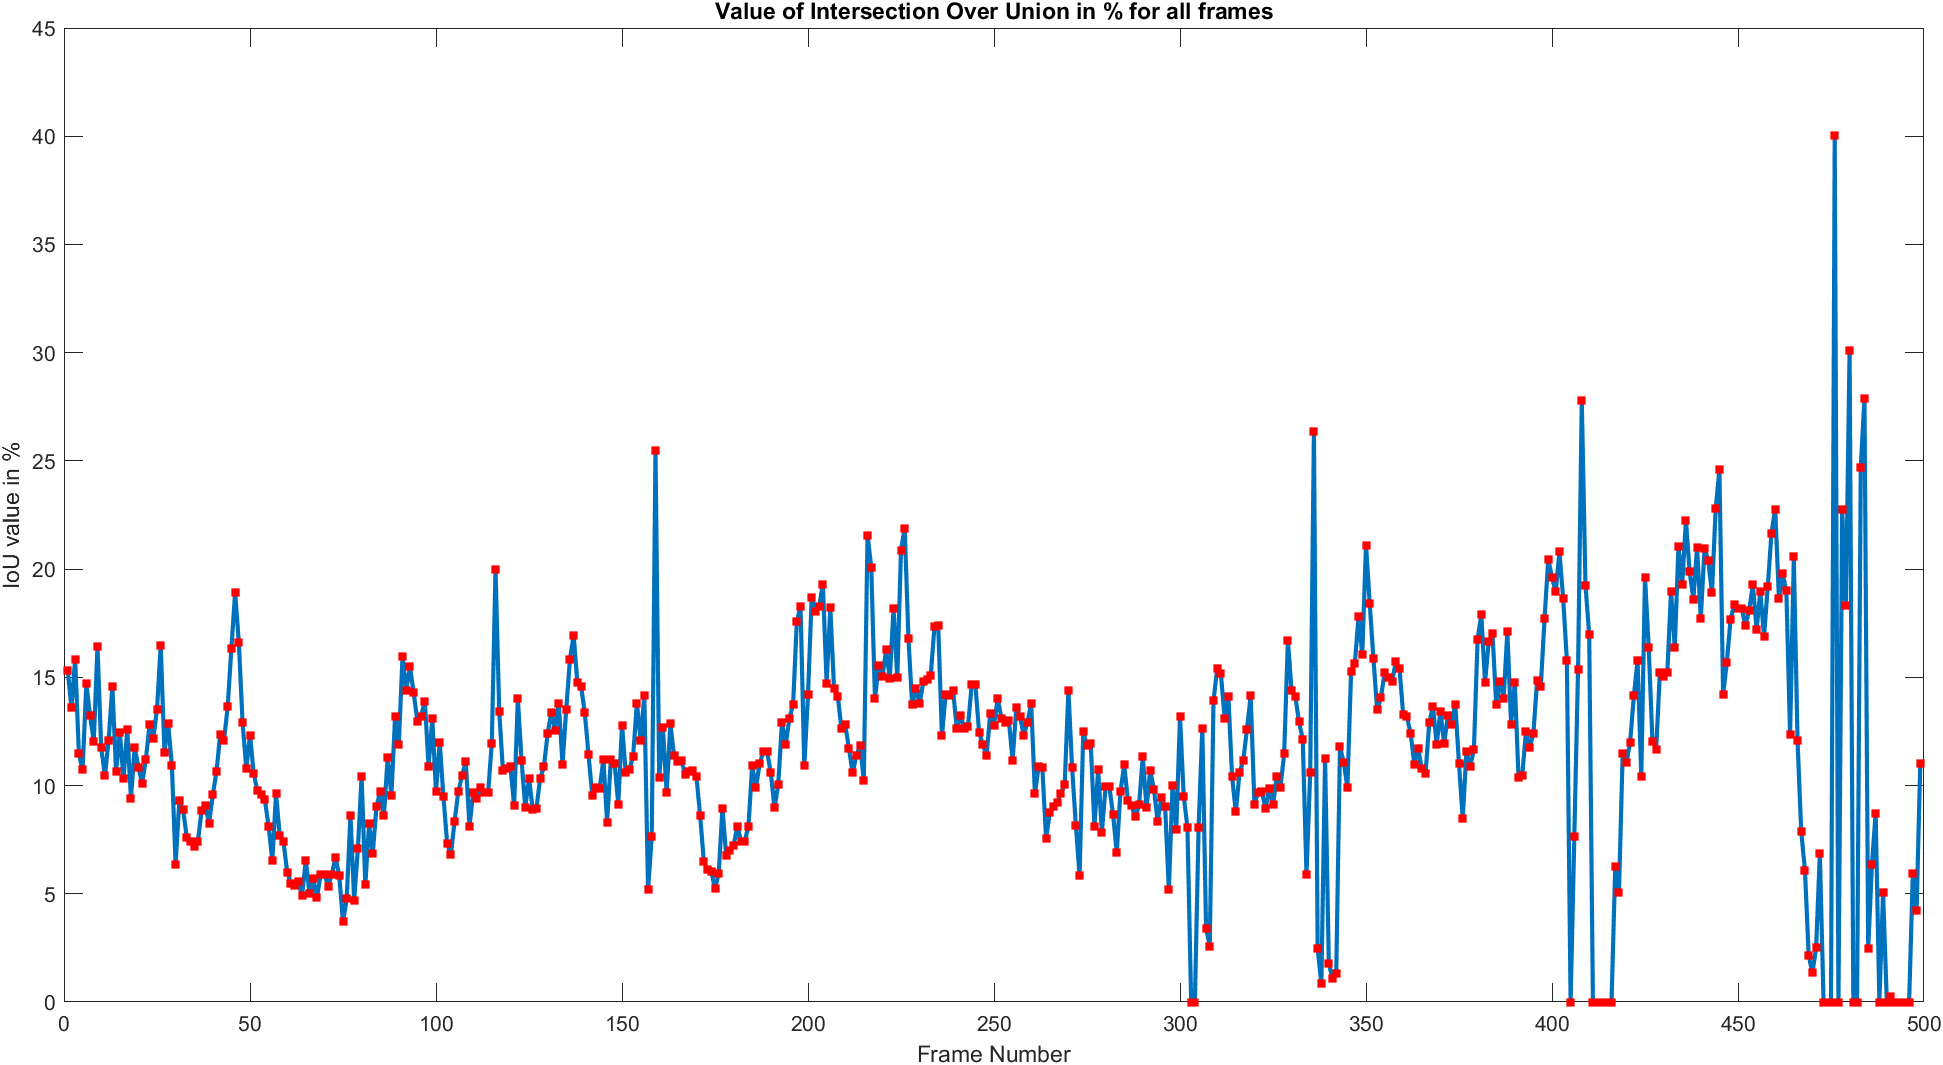 Value of Intersection Over Union in % for all frames
45
40
35
30
25
20
15
10
5
0
IoU value in %
0 50 100 150 200 250 300 350 400 450 500
Frame Number